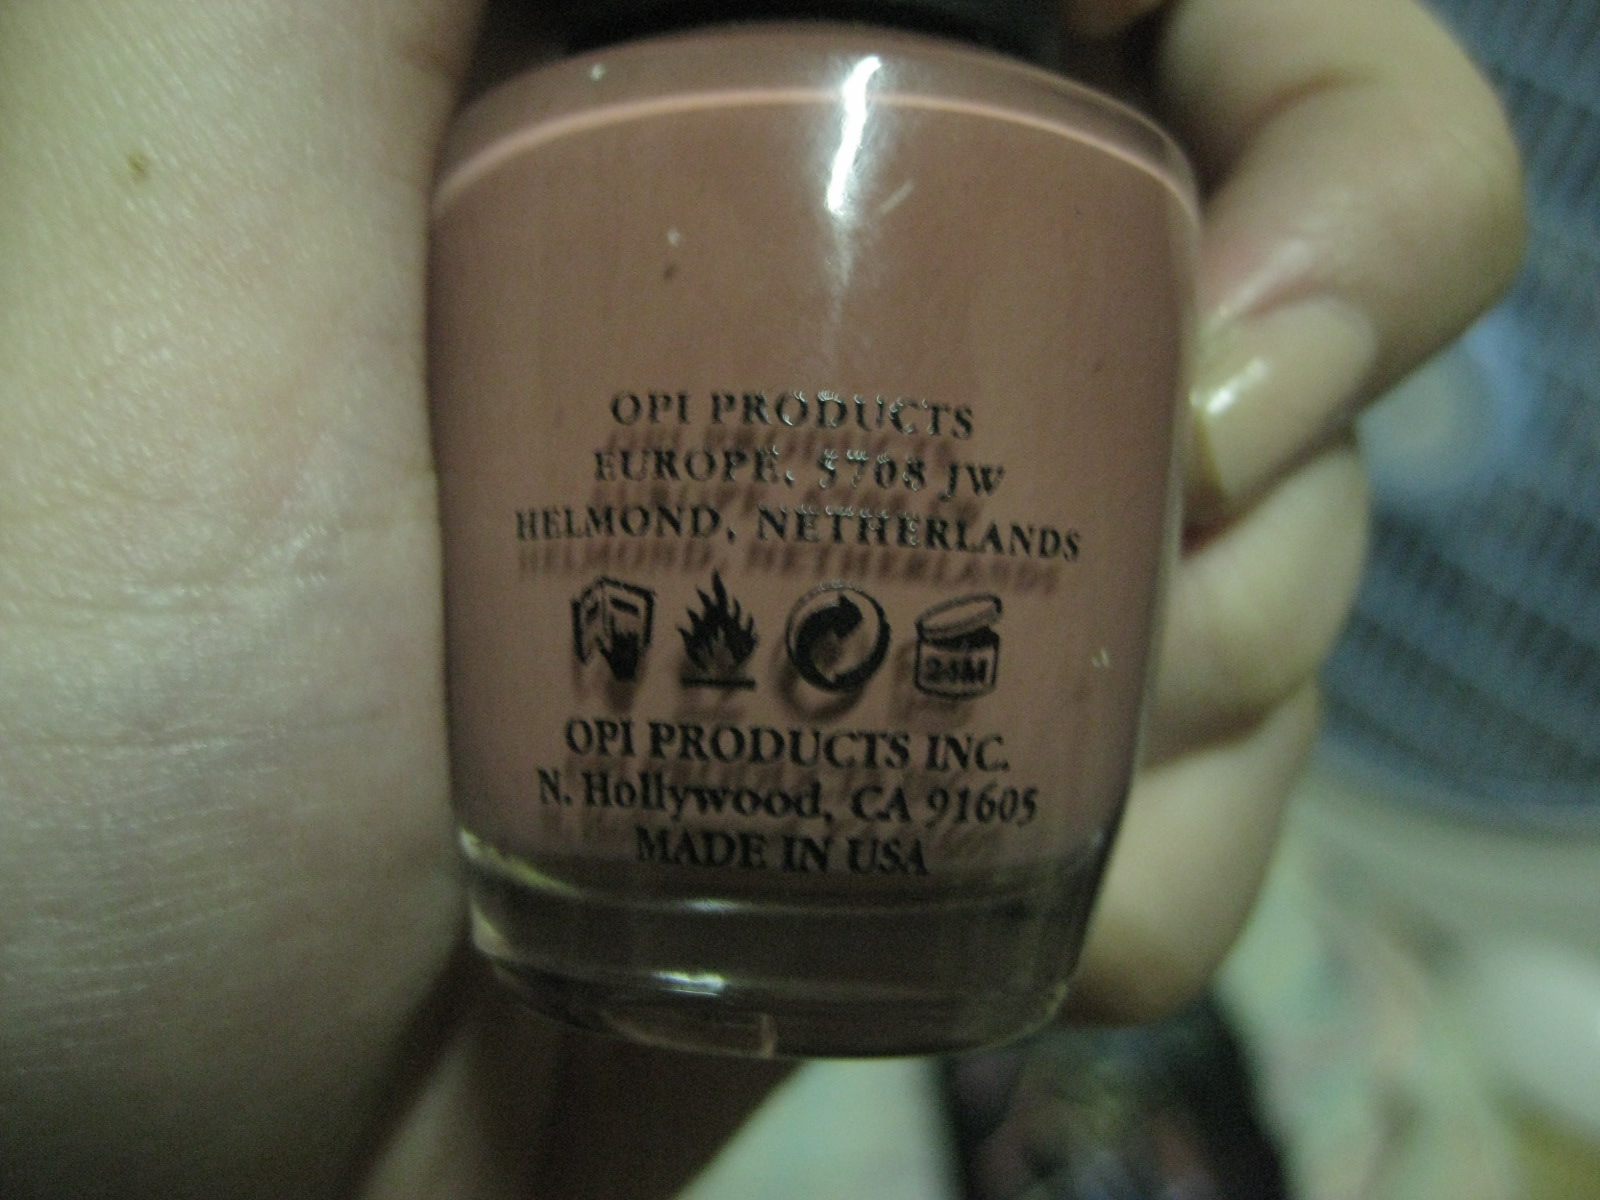 OPI PRODUCTS
EUROPE, 5708 JW
HELMOND, NETHERLANDS
24M
OPI PRODUCTS INC.
N. Hollywood, CA 91605
MADE IN USA